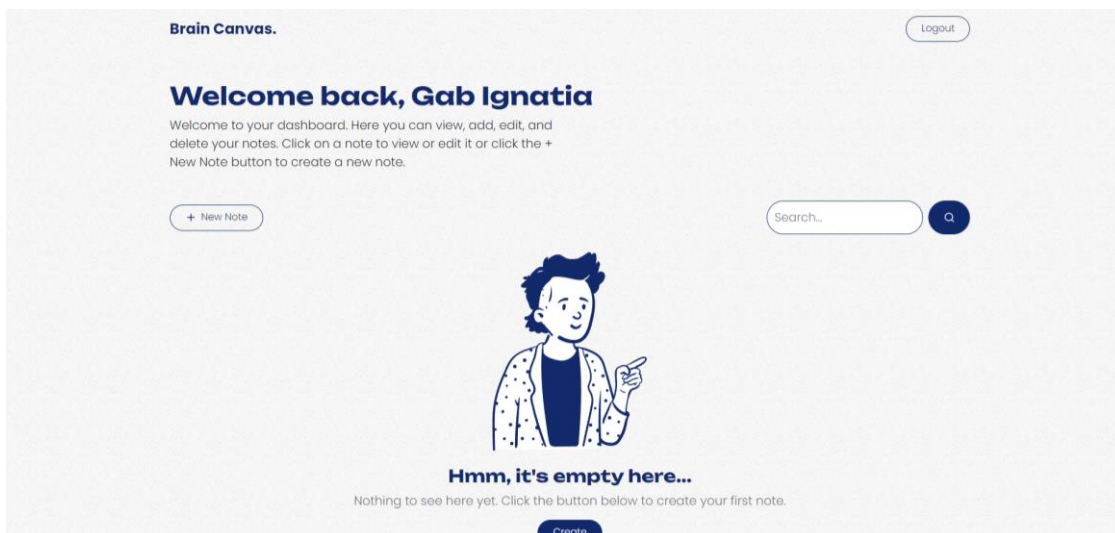 Brain Canvas.
Logout
Welcome back, Gab Ignatia
Welcome to your dashboard. Here you can view, add, edit, and
delete your notes. Click on a note to view or edit it or click the +
New Note button to create a new note.
+ New Note
Search...
Hmm, it's empty here...
Nothing to see here yet. Click the button below to create your first note.
Create